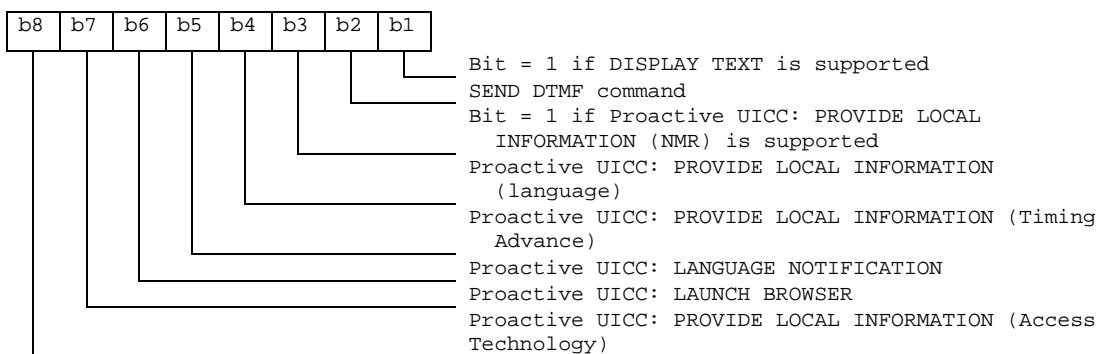 b8 b7 b6 b5 b4 b3 b2 b1
Bit = 1 if DISPLAY TEXT is supported
SEND DTMF command
Bit = 1 if Proactive UICC: PROVIDE LOCAL
INFORMATION (NMR) is supported
Proactive UICC: PROVIDE LOCAL INFORMATION
(language)
Proactive UICC: PROVIDE LOCAL INFORMATION (Timing
Advance)
Proactive UICC: LANGUAGE NOTIFICATION
Proactive UICC: LAUNCH BROWSER
Proactive UICC: PROVIDE LOCAL INFORMATION (Access
Technology)